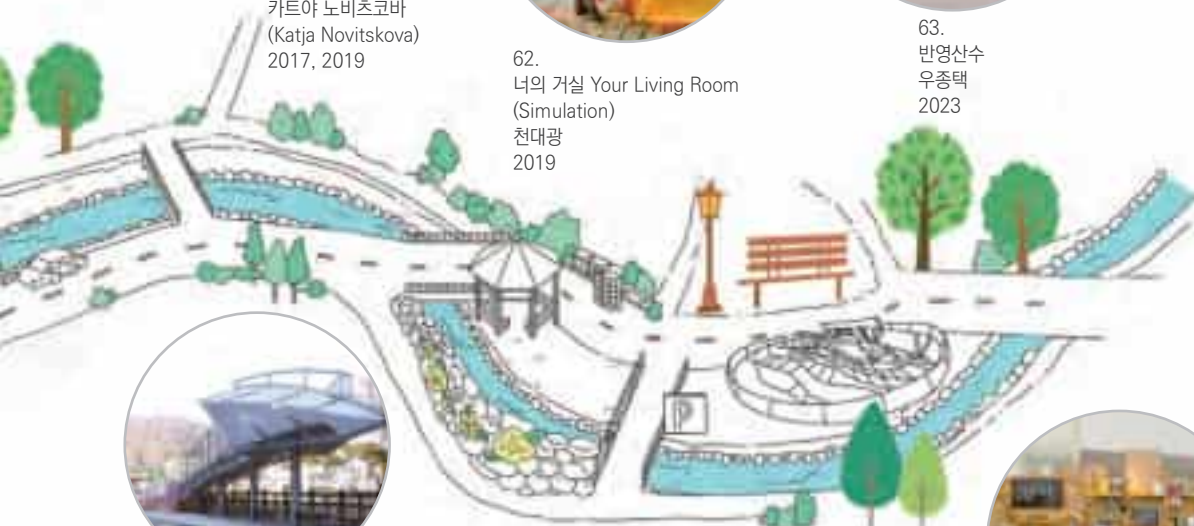 카트야 노비츠코바
(Katja Novitskova)
2017, 2019
62.
너의 거실 Your Living Room
(Simulation)
천대광
2019
63.
반영산수
우종택
2023
P